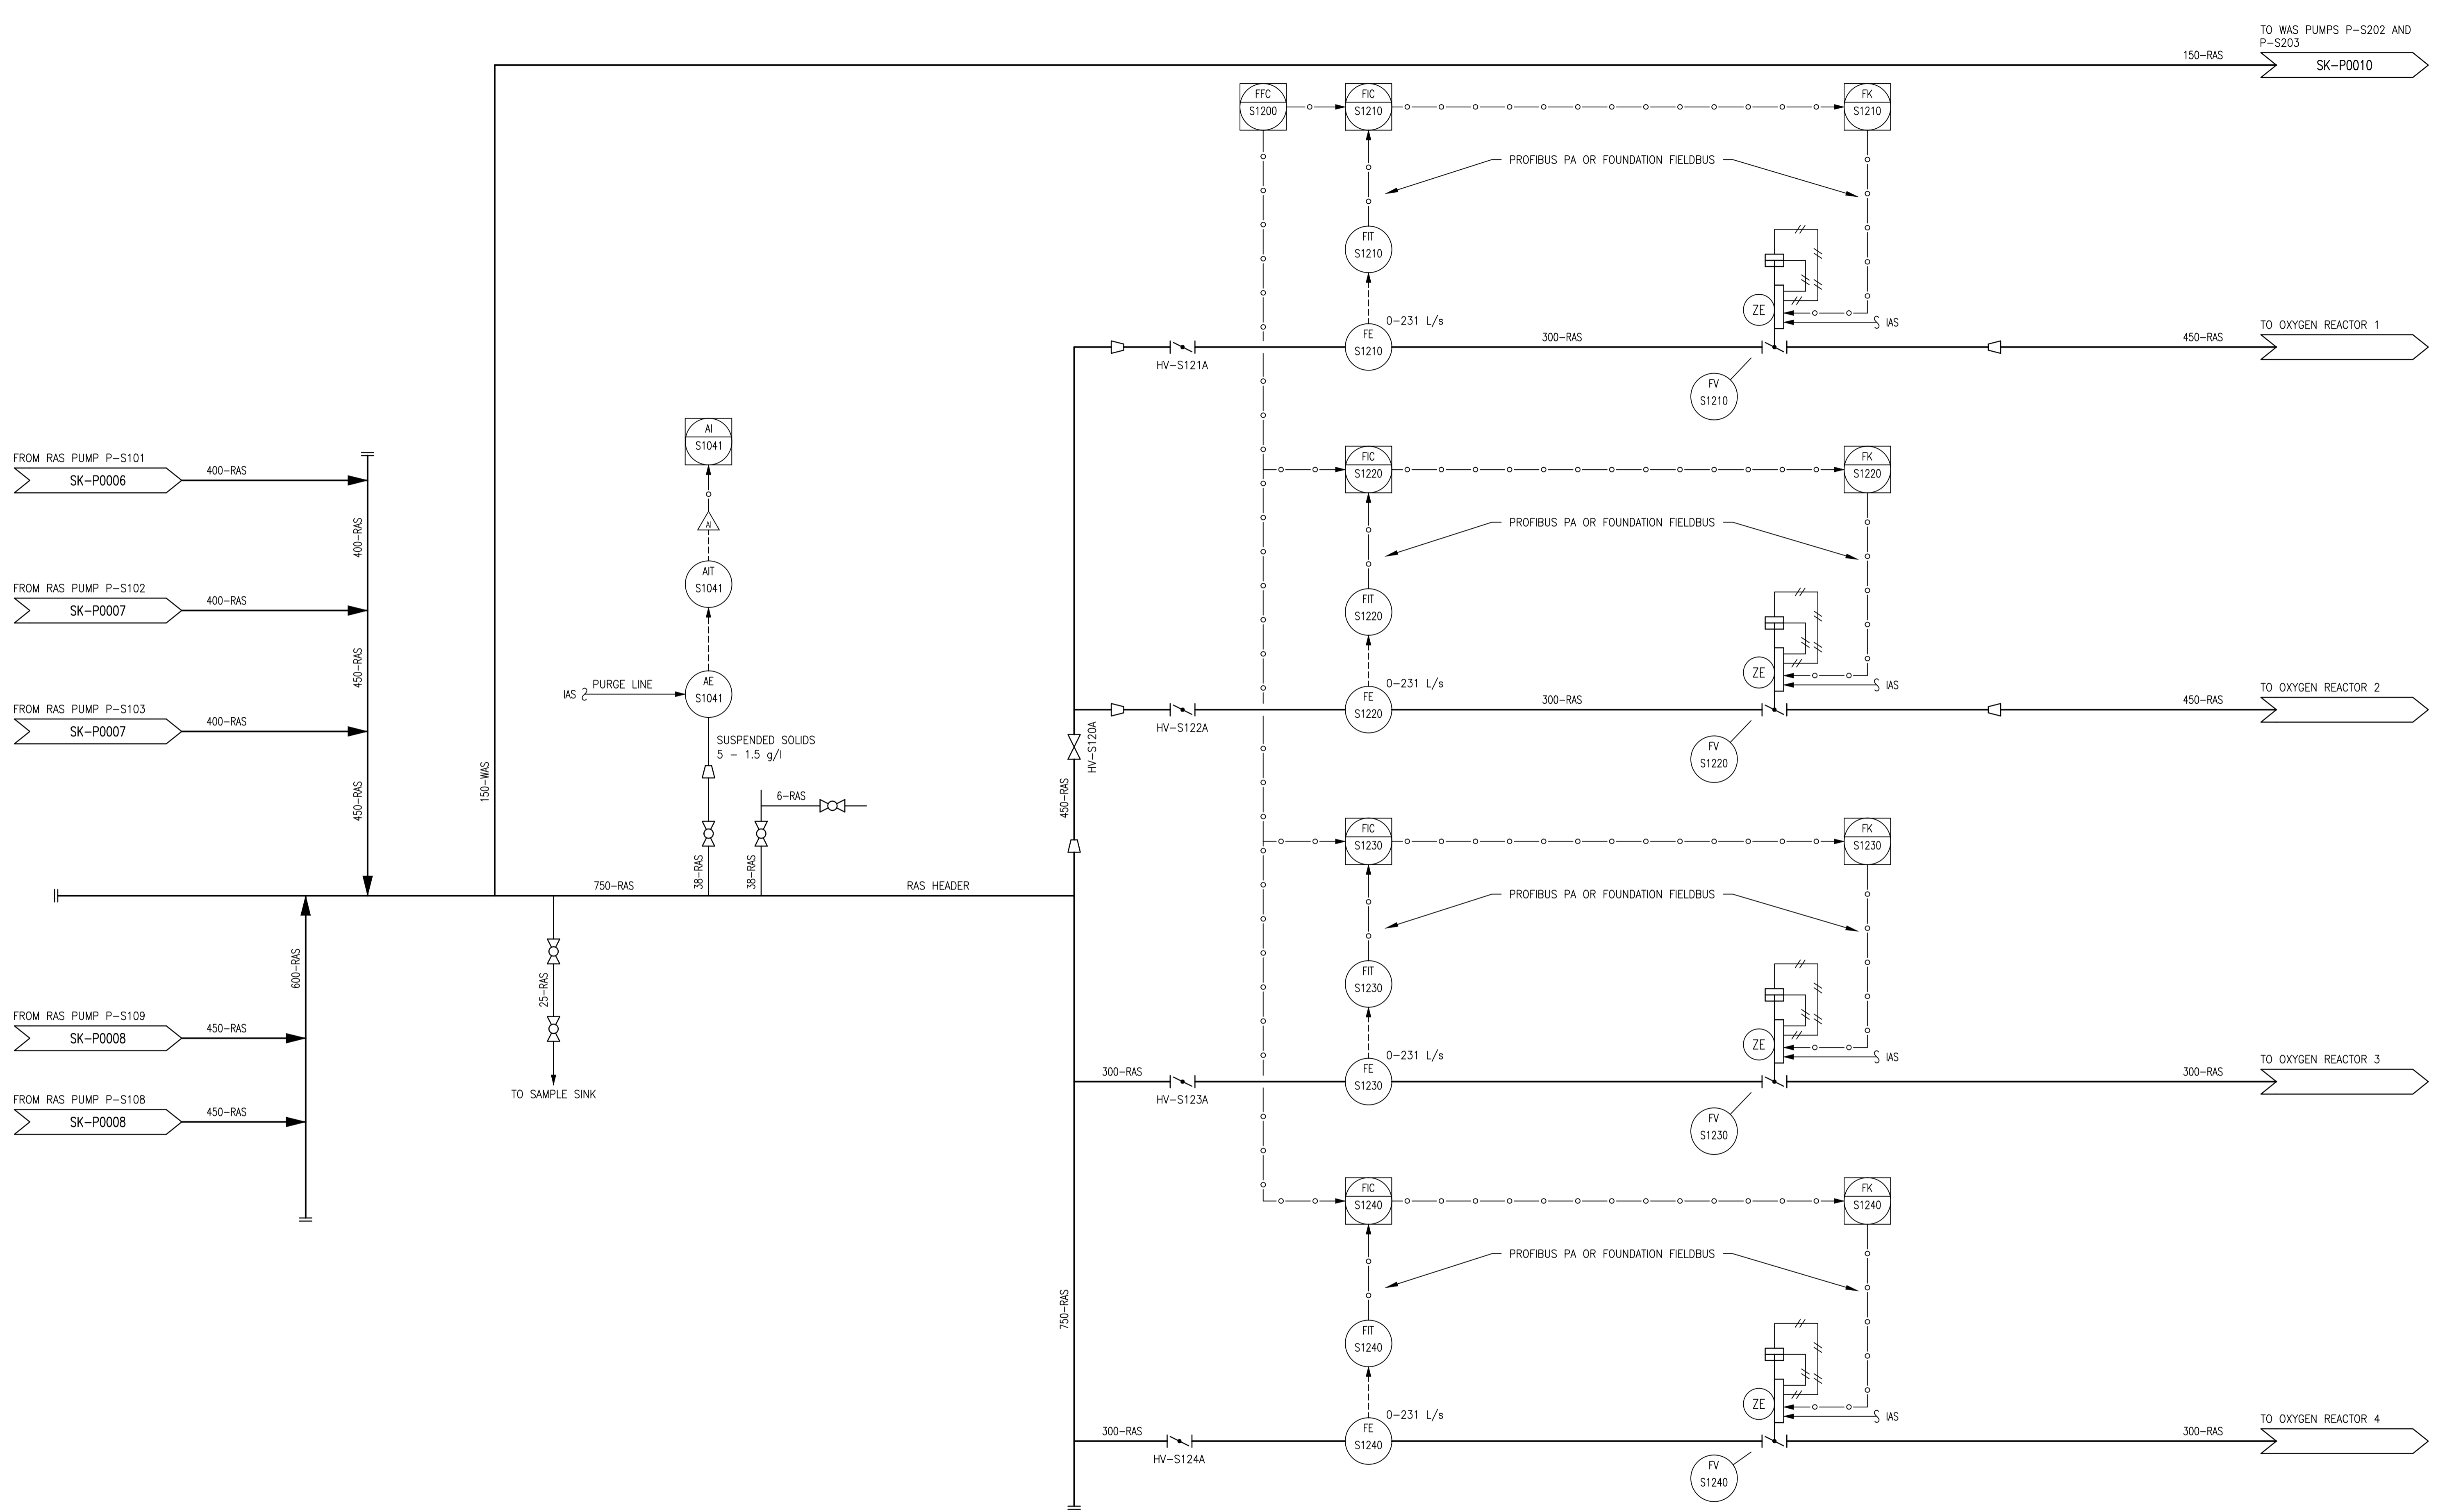 TO WAS PUMPS P-S202 AND
P-S203
150-RAS
SK-P0010
FFC
S1200
FIC
S1210
FK
S1210
PROFIBUS PA OR FOUNDATION FIELDBUS
FIT
S1210
ZE
0-231 L/s
IAS
FE
S1210
300-RAS
450-RAS
TO OXYGEN REACTOR 1
HV-S121A
FV
S1210
AI
S1041
FROM RAS PUMP P-S101
SK-P0006
400-RAS
400-RAS
AI
AIT
S1041
FIC
S1220
FK
S1220
PROFIBUS PA OR FOUNDATION FIELDBUS
FROM RAS PUMP P-S102
SK-P0007
400-RAS
450-RAS
FIT
S1220
ZE
IAS
PURGE LINE
AE
S1041
0-231 L/s
IAS
FE
S1220
300-RAS
450-RAS
TO OXYGEN REACTOR 2
HV-S122A
FV
S1220
FROM RAS PUMP P-S103
SK-P0007
400-RAS
450-RAS
150-WAS
SUSPENDED SOLIDS
5 - 1.5 g/l
HV-S120A
450-RAS
6-RAS
38-RAS
38-RAS
750-RAS
RAS HEADER
FIC
S1230
FK
S1230
PROFIBUS PA OR FOUNDATION FIELDBUS
600-RAS
25-RAS
FIT
S1230
ZE
FROM RAS PUMP P-S109
SK-P0008
450-RAS
0-231 L/s
IAS
300-RAS
FE
S1230
300-RAS
TO OXYGEN REACTOR 3
HV-S123A
FV
S1230
TO SAMPLE SINK
FROM RAS PUMP P-S108
SK-P0008
450-RAS
FIC
S1240
FK
S1240
PROFIBUS PA OR FOUNDATION FIELDBUS
750-RAS
FIT
S1240
ZE
0-231 L/s
IAS
300-RAS
FE
S1240
300-RAS
TO OXYGEN REACTOR 4
HV-S124A
FV
S1240